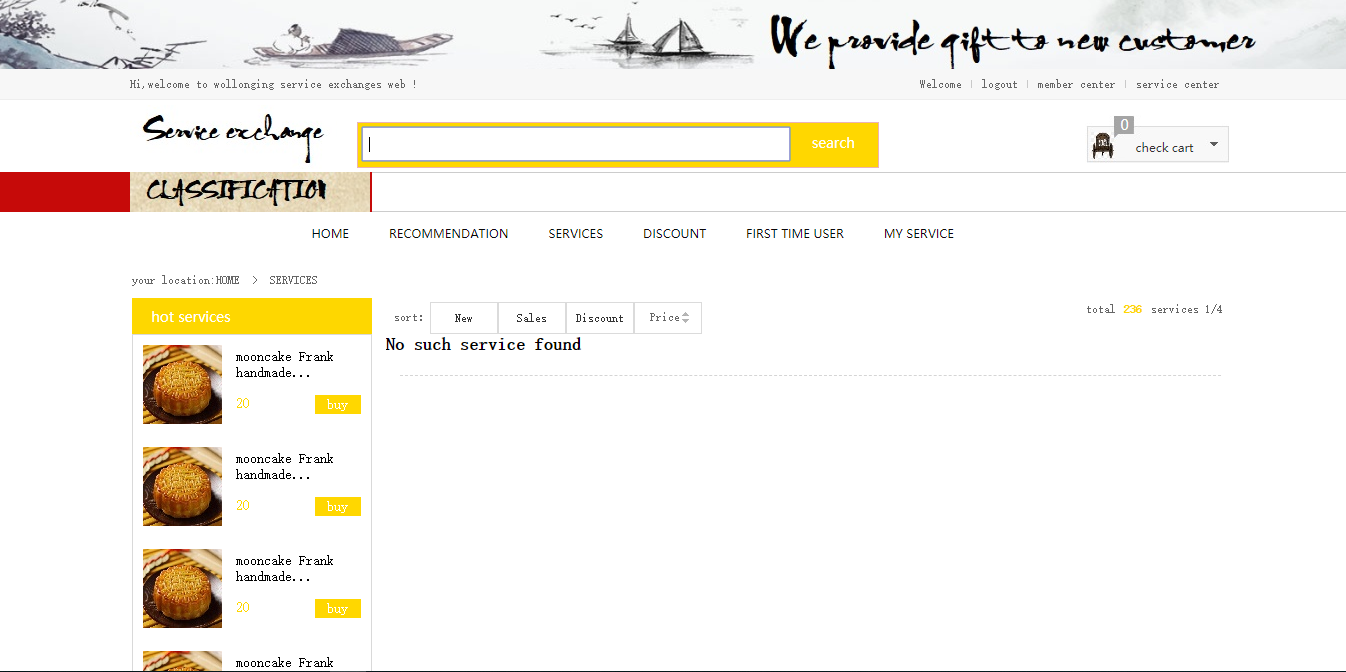 We provide gift to new customer
Hi,welcome to wollonging service exchanges web !
Welcome | logout | member center | service center
Service exchange
search
0
check cart
CLASSIFICATION
HOME RECOMMENDATION SERVICES DISCOUNT FIRST TIME USER MY SERVICE
your location:HOME > SERVICES
hot services
sort: New Sales Discount Price
total 236 services 1/4
No such service found
mooncake Frank
handmade...
20 buy
mooncake Frank
handmade...
20 buy
mooncake Frank
handmade...
20 buy
mooncake Frank